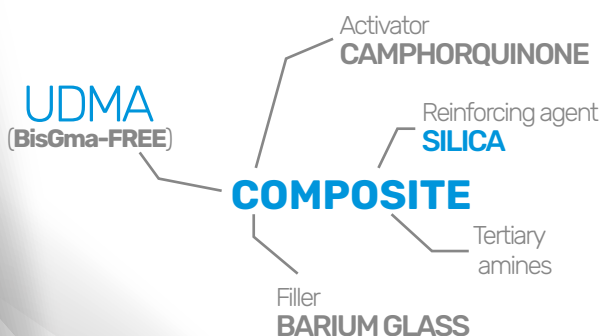 Activator
CAMPHORQUINONE
UDMA
(BisGma-FREE)
Reinforcing agent
SILICA
COMPOSITE
Tertiary
amines
Filler
BARIUM GLASS